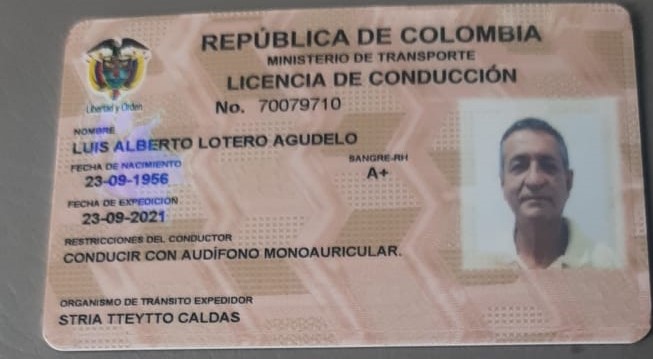 REPÚBLICA DE COLOMBIA
MINISTERIO DE TRANSPORTE
LICENCIA DE CONDUCCIÓN
Libertad y Orden
No. 70079710
NOMBRE
LUIS ALBERTO LOTERO AGUDELO
FECHA DE NACIMIENTO
23-09-1956
SANGRE-RH
A+
FECHA DE EXPEDICIÓN
23-09-2021
RESTRICCIONES DEL CONDUCTOR
CONDUCIR CON AUDÍFONO MONOAURICULAR.
ORGANISMO DE TRÁNSITO EXPEDIDOR
STRIA TTEYTTO CALDAS